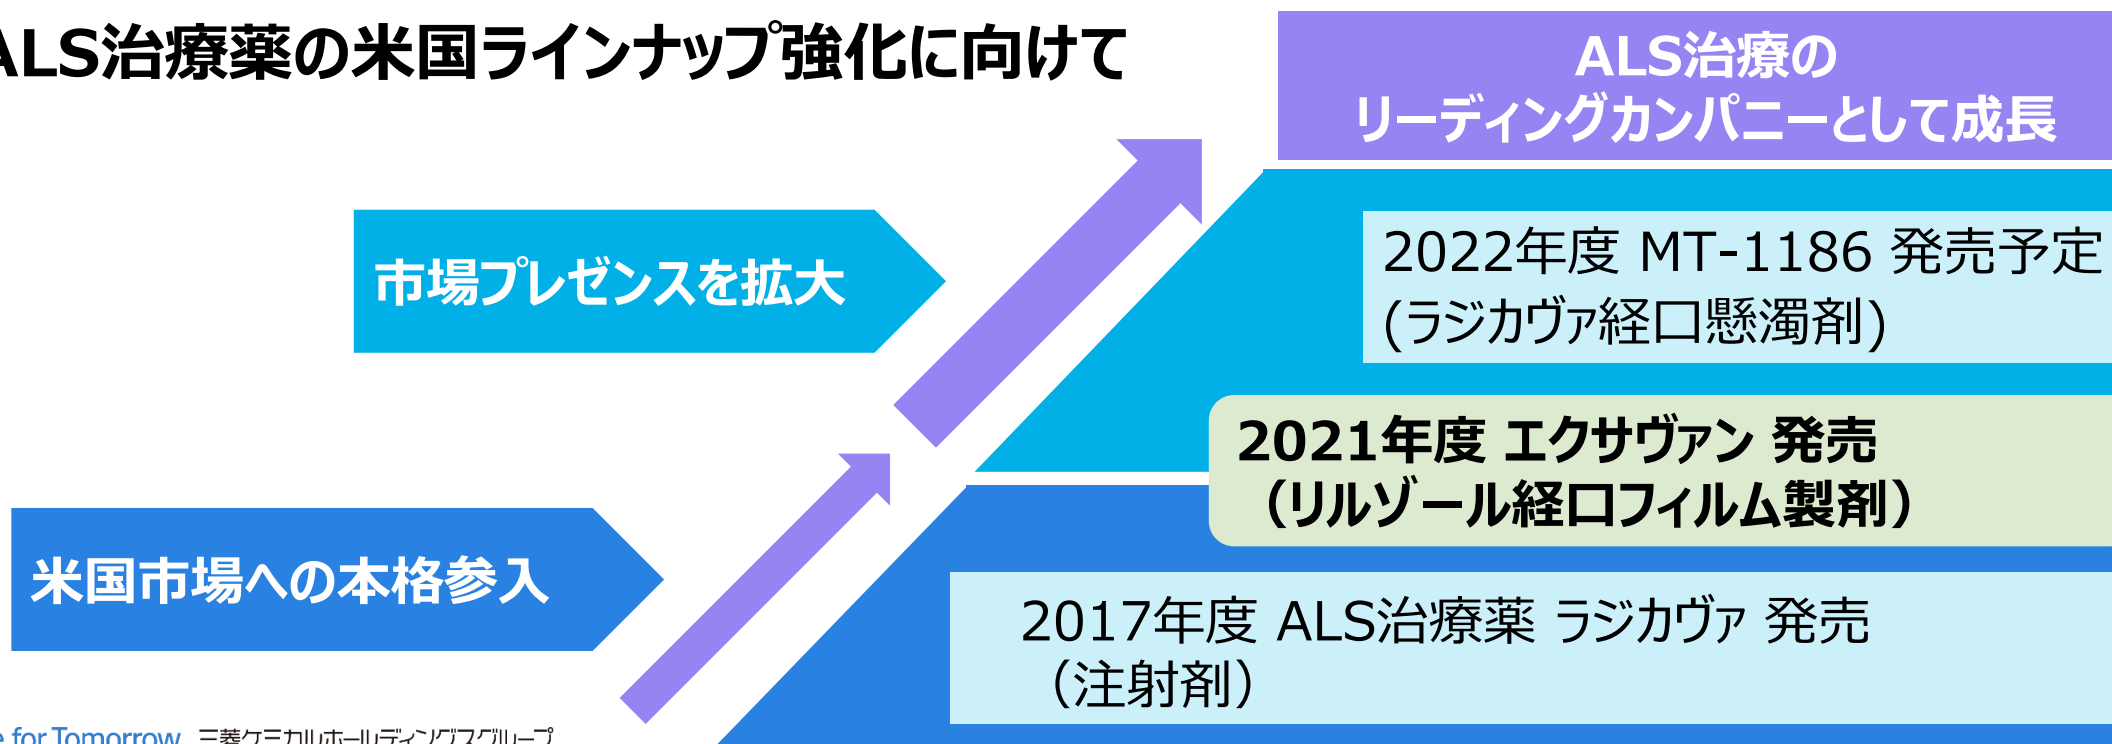 ALS治療薬の米国ラインナップ強化に向けて
ALS治療の
リーディングカンパニーとして成長
市場プレゼンスを拡大
2022年度 MT-1186 発売予定
(ラジカヴァ経口懸濁剤)
2021年度 エクサヴァン 発売
（リルゾール経口フィルム製剤）
米国市場への本格参入
2017年度 ALS治療薬 ラジカヴァ 発売
（注射剤）
for Tomorrow 三菱ケミカルホールディングスグループ